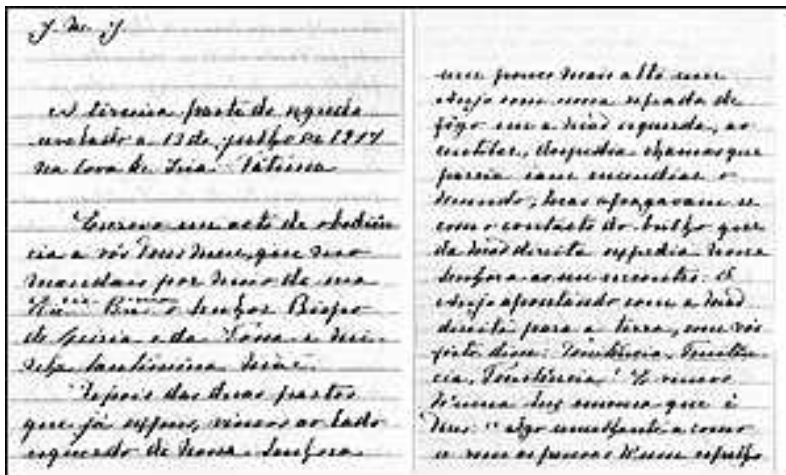 J. M. J.
A terceira parte do segredo
revelado a 13 de julho de 1917
na Cova de Iria-Fátima
Escrevo em acto de obediên
cia a vós Deus meu, que mo
mandais por meio de sua
Ex.cia Rev.ma o Senhor Bispo
de Leiria e da Vossa e mi
nha Santíssima Mãe.
Depois das duas partes
que já expus, vimos ao lado
esquerdo de Nossa Senhora
um pouco mais alto um
Anjo com uma espada de
fôgo em a mão esquerda, ao
centilar, despedia chamas que
parecia iam encendiar o
mundo; mas apagavam-se
com o contacto do brilho que
da mão direita expedia Nossa
Senhora ao seu encontro: O
Anjo apontando com a mão
direita para a terra, com voz
forte disse: Penitência, Penitên
cia, Penitência! E vimos
n'uma luz emensa que é
Deus: "algo semelhante a como
se vem as pessoas n'um espelho